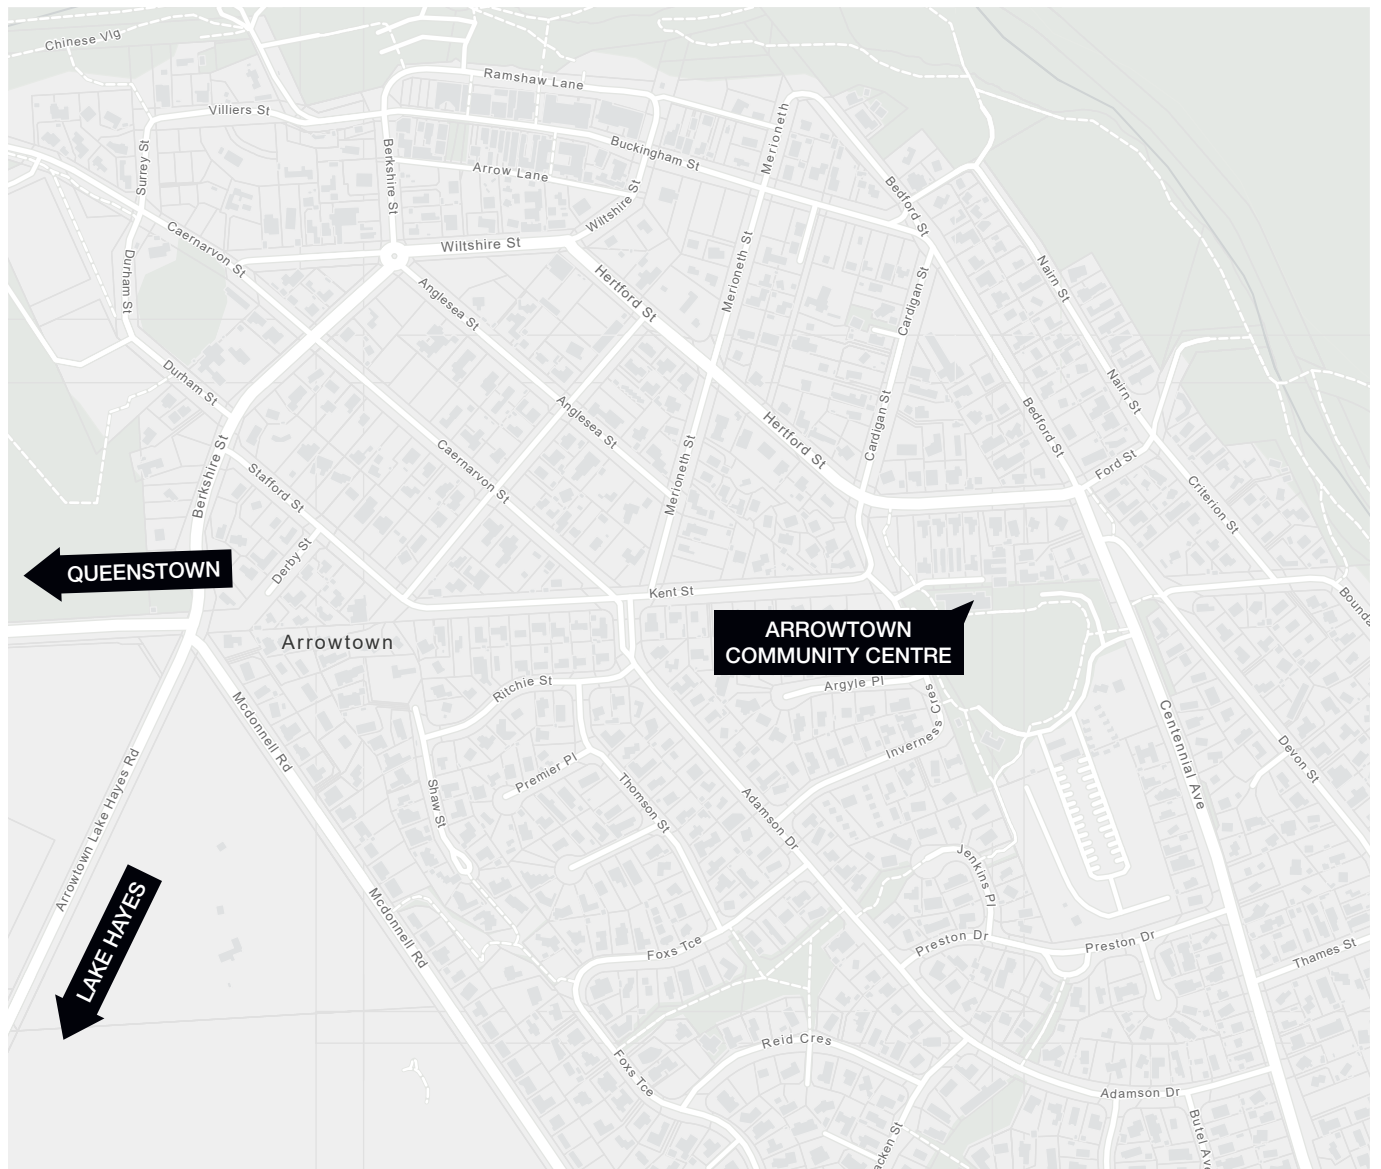 Chinese Vlg
Ramshaw Lane
Villiers St
Merioneth
Buckingham St
Surrey St
Berkshire St
Arrow Lane
Wiltshire St
Bedford St
Caernarvon St
Wiltshire St
Merioneth St
Durham St
Anglesea St
Hertford St
Cardigan St
Nairn St
Durham St
Anglesea St
Nairn St
Cardigan St
Bedford St
Hertford St
Caernarvon St
Merioneth St
Berkshire St
Stafford St
Ford St
Criterion St
Derby St
QUEENSTOWN
Kent St
Bounda
Arrowtown
ARROWTOWN
COMMUNITY CENTRE
Ritchie St
Argyle Pl
Inverness Cres
Mcdonnell Rd
Centennial Ave
Devon St
Premier Pl
Shaw St
Thomson St
Adamson Dr
Arrowtown Lake Hayes Rd
Jenkins Pl
LAKE HAYES
Mcdonnell Rd
Foxs Tce
Preston Dr
Preston Dr
Thames St
Reid Cres
Foxs Tce
Adamson Dr
acken St
Butel Av